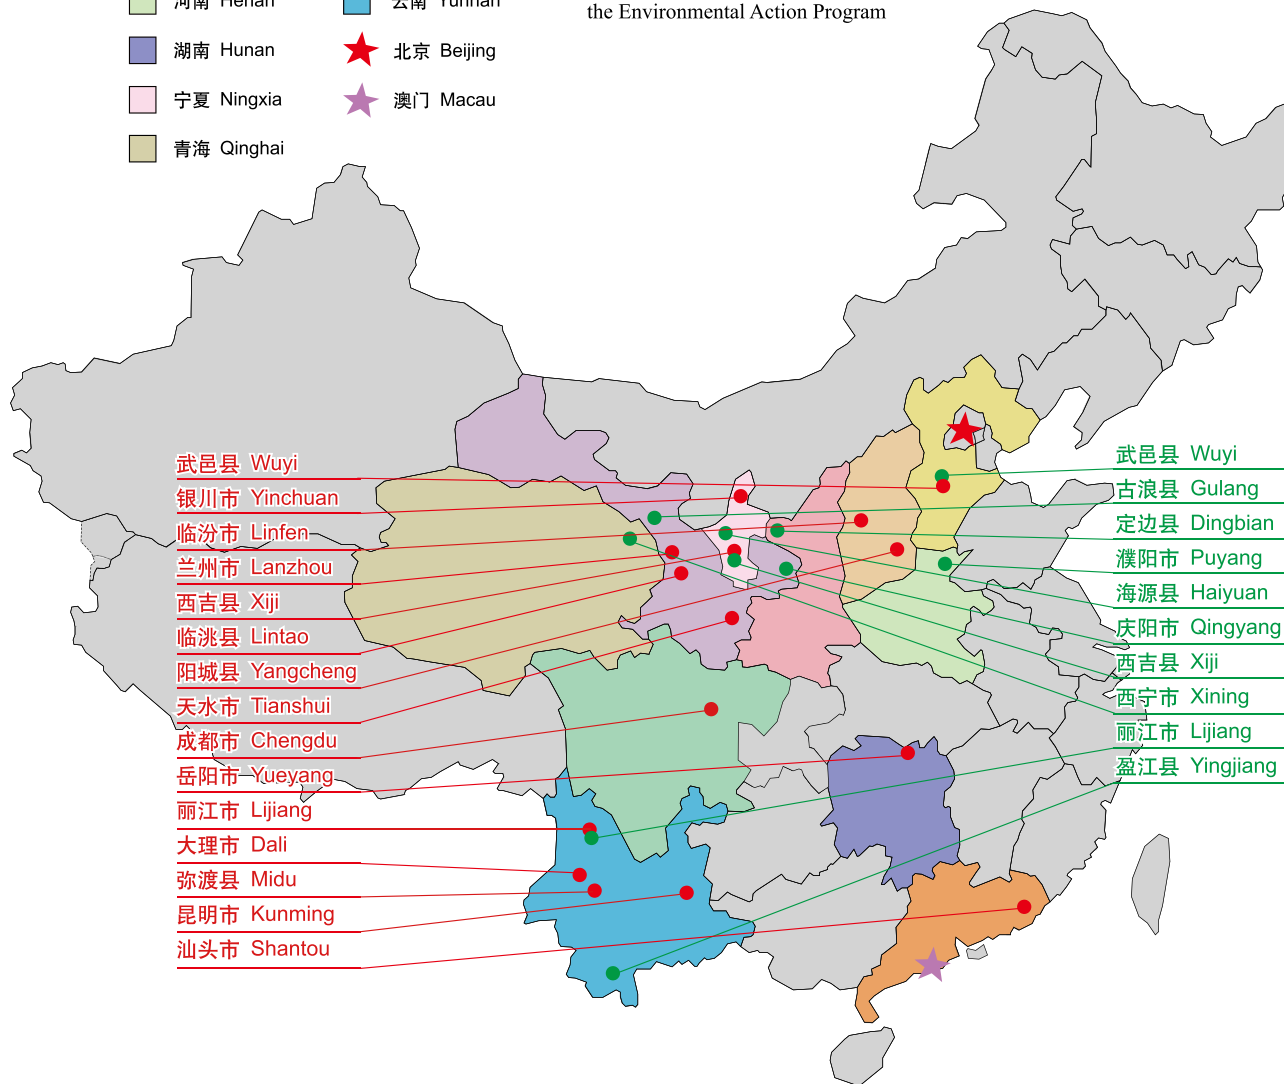 河南 Henan
云南 Yunnan
the Environmental Action Program
湖南 Hunan
北京 Beijing
宁夏 Ningxia
澳门 Macau
青海 Qinghai
武邑县 Wuyi
银川市 Yinchuan
临汾市 Linfen
兰州市 Lanzhou
西吉县 Xiji
临洮县 Lintao
阳城县 Yangcheng
天水市 Tianshui
成都市 Chengdu
岳阳市 Yueyang
丽江市 Lijiang
大理市 Dali
弥渡县 Midu
昆明市 Kunming
汕头市 Shantou
武邑县 Wuyi
古浪县 Gulang
定边县 Dingbian
濮阳市 Puyang
海源县 Haiyuan
庆阳市 Qingyang
西吉县 Xiji
西宁市 Xining
丽江市 Lijiang
盈江县 Yingjiang